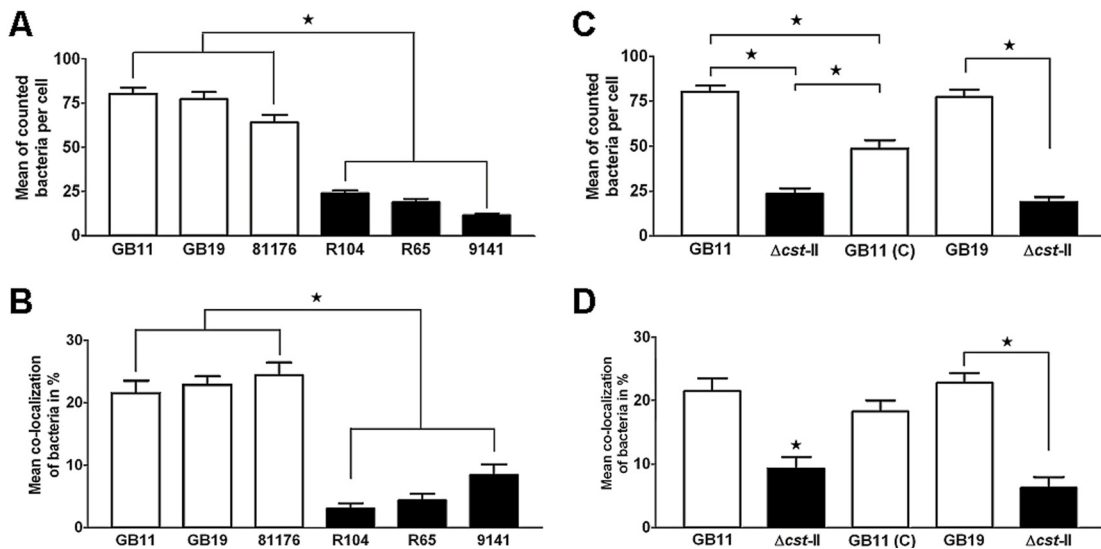 A
★
Mean of counted
bacteria per cell
100
75
50
25
0
GB11 GB19 81176 R104 R65 9141
C
★
★
★
★
Mean of counted
bacteria per cell
100
75
50
25
0
GB11 Δcst-II GB11 (C) GB19 Δcst-II
B
★
Mean co-localization
of bacteria in %
30
20
10
0
GB11 GB19 81176 R104 R65 9141
D
★
★
Mean co-localization
of bacteria in %
30
20
10
0
GB11 Δcst-II GB11 (C) GB19 Δcst-II